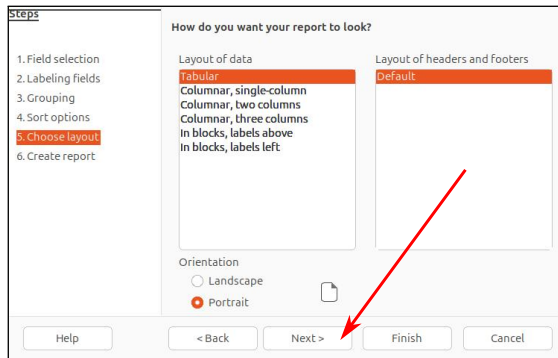 Steps
How do you want your report to look?
1. Field selection
2. Labeling fields
3. Grouping
4. Sort options
5. Choose layout
6. Create report
Layout of data
Tabular
Columnar, single-column
Columnar, two columns
Columnar, three columns
In blocks, labels above
In blocks, labels left
Layout of headers and footers
Default
Orientation
Landscape
Portrait
Help
< Back
Next >
Finish
Cancel